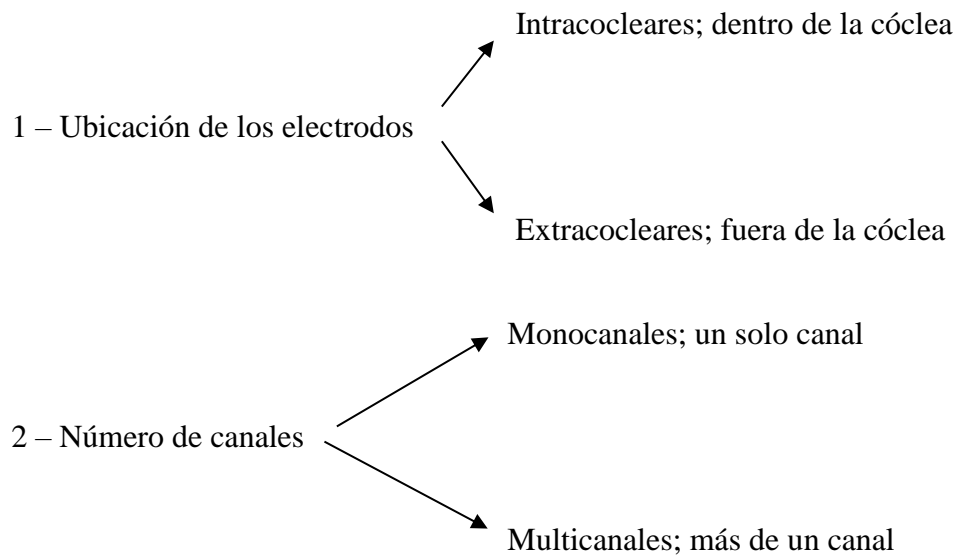 Intracocleares; dentro de la cóclea
1 – Ubicación de los electrodos
Extracocleares; fuera de la cóclea
Monocanales; un solo canal
2 – Número de canales
Multicanales; más de un canal